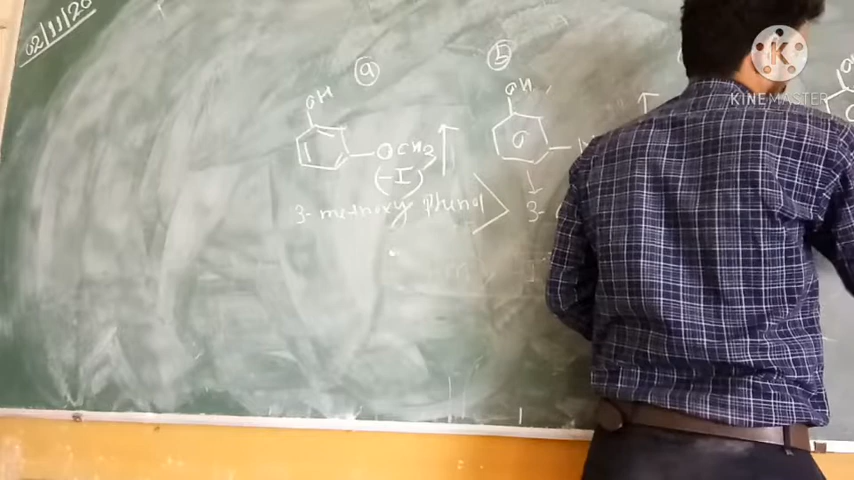 02/11/20
a
b
OH
OH
OCH3
(-I)
3-methoxy Phenol >
3-
KINEMASTER